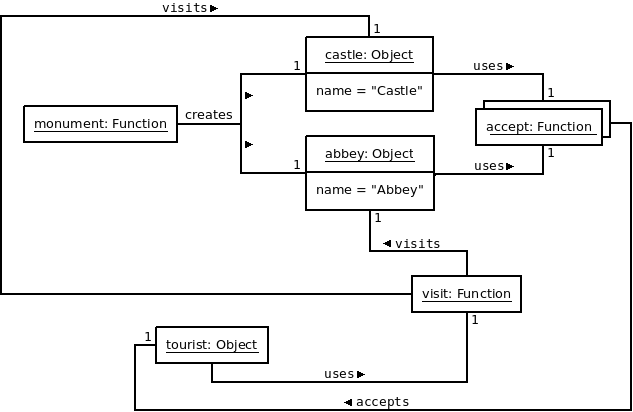 visits ►
1
castle: Object
name = "Castle"
1
uses ►
1
monument: Function
creates
►
►
accept: Function
abbey: Object
name = "Abbey"
1
uses ►
1
1
◄ visits
visit: Function
1
tourist: Object
1
uses ►
◄ accepts